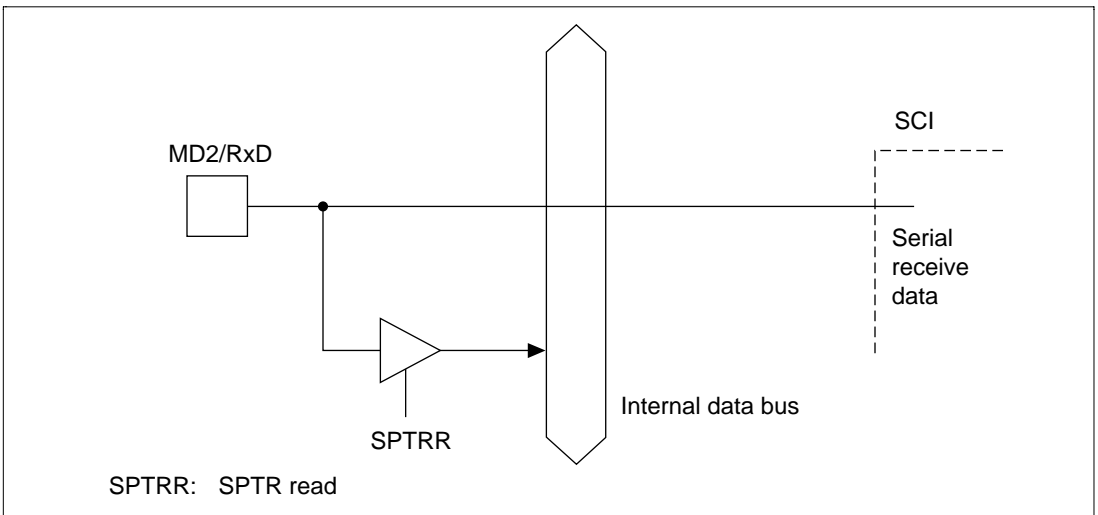 SCI
MD2/RxD
Serial
receive
data
Internal data bus
SPTRR
SPTRR: SPTR read